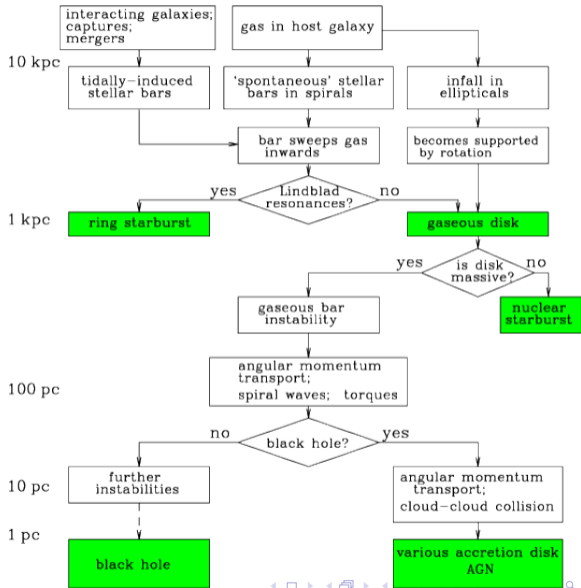 interacting galaxies;
captures;
mergers
gas in host galaxy
10 kpc
tidally-induced
stellar bars
'spontaneous' stellar
bars in spirals
infall in
ellipticals
bar sweeps gas
inwards
becomes supported
by rotation
yes
Lindblad
resonances?
no
1 kpc
ring starburst
gaseous disk
yes
is disk
massive?
no
gaseous bar
instability
nuclear
starburst
100 pc
angular momentum
transport;
spiral waves; torques
no
black hole?
yes
10 pc
further
instabilities
angular momentum
transport;
cloud-cloud collision
1 pc
black hole
various accretion disk
AGN